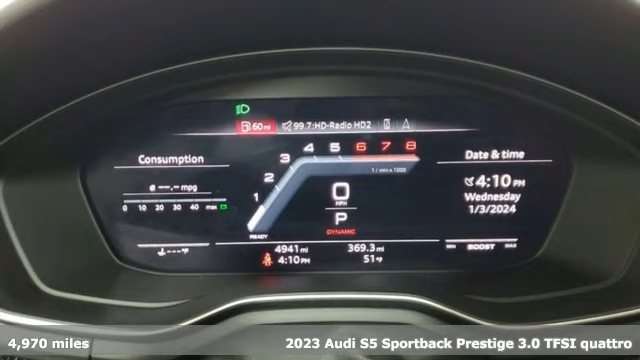 60 mi
99.7:HD-Radio HD2
Consumption
ø ---.- mpg
0 10 20 30 40 max
---°F
1 2 3 4 5 6 7 8
1 / min x 1000
0
MPH
P
DYNAMIC
READY
4941 mi 369.3 mi
4:10 PM 51 °F
Date & time
4:10 PM
Wednesday
1/3/2024
MIN BOOST MAX
4,970 miles
2023 Audi S5 Sportback Prestige 3.0 TFSI quattro